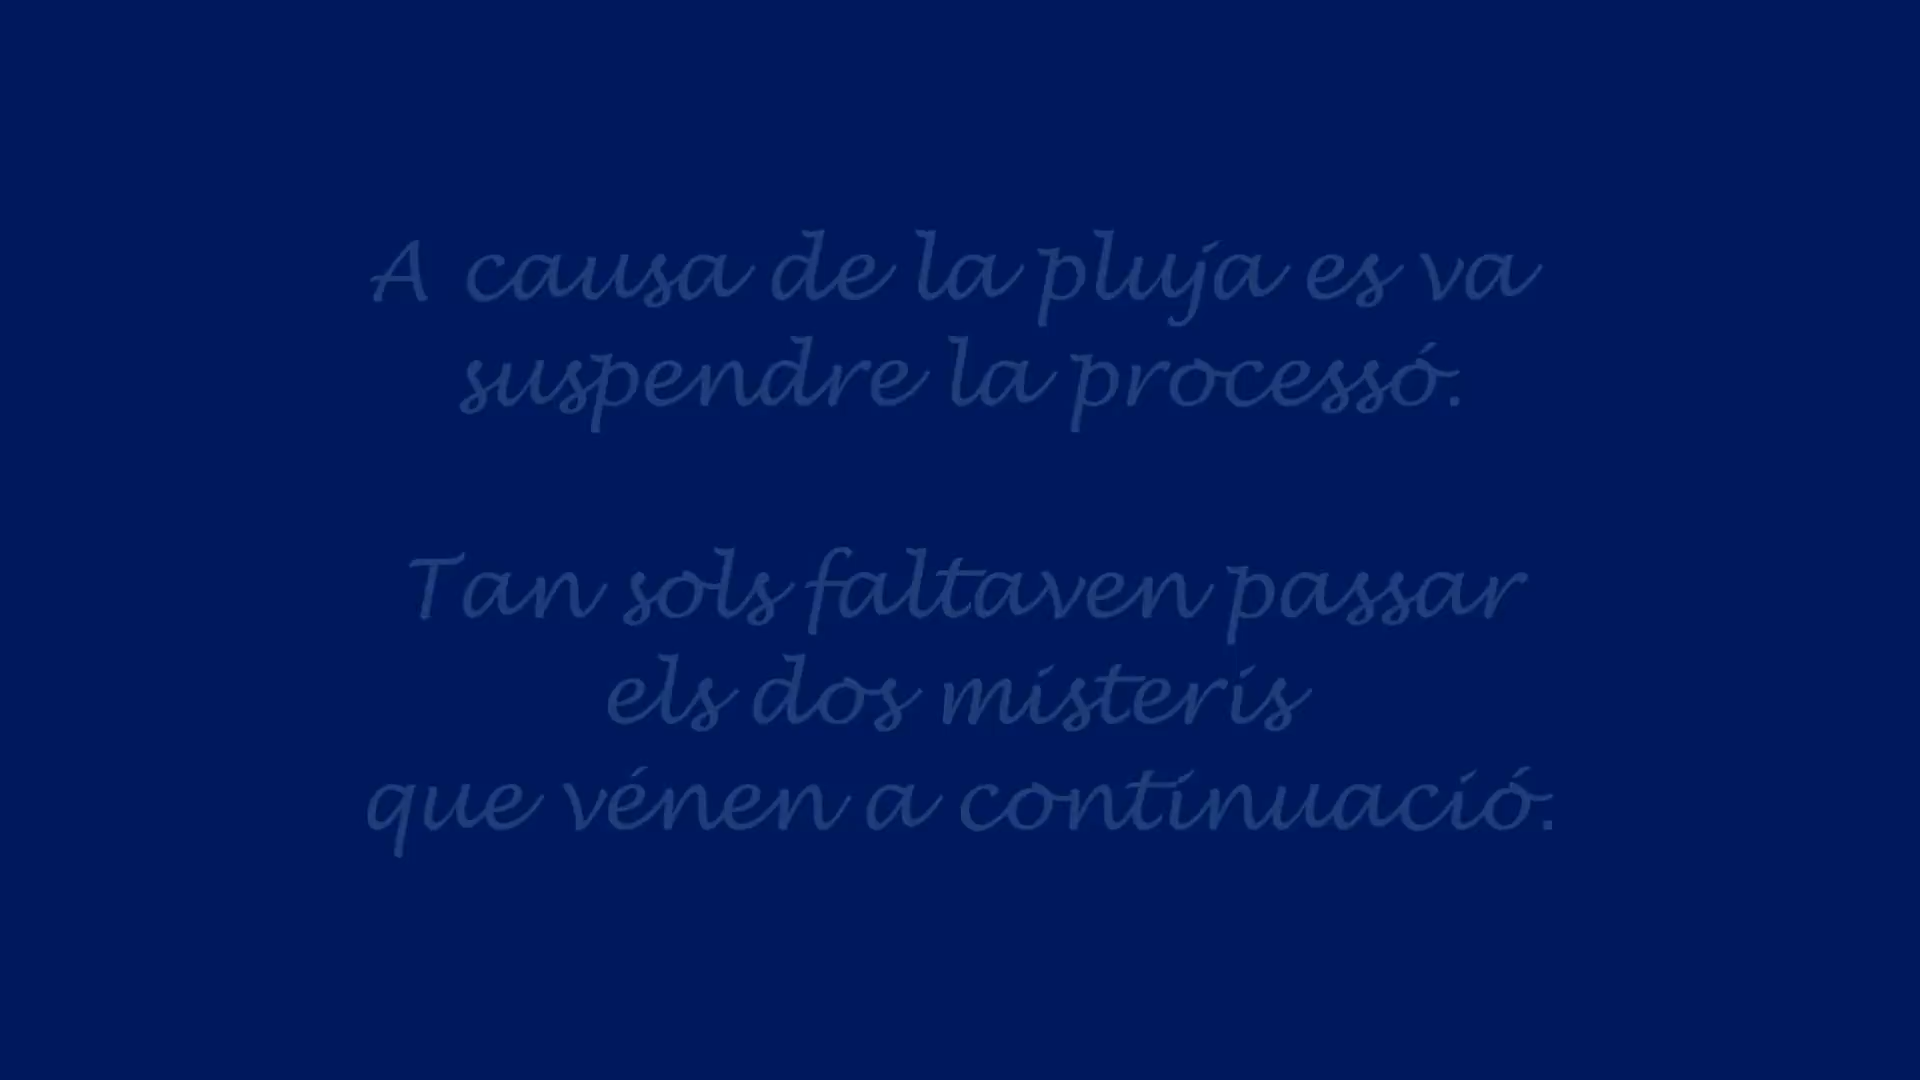 A causa de la pluja es va
suspendre la processó.
Tan sols faltaven passar
els dos misteris
que vénen a continuació.